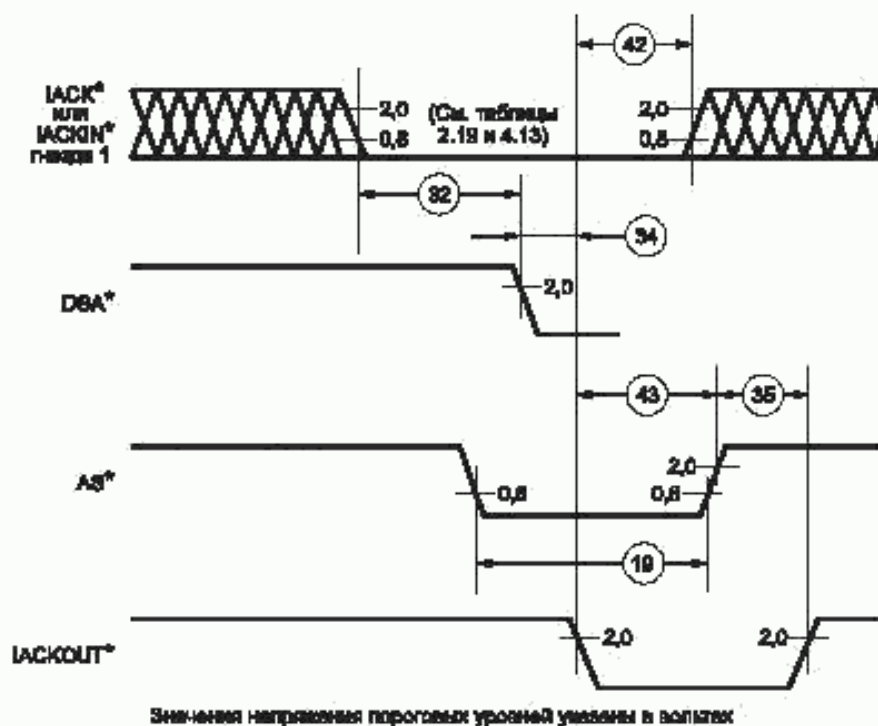 42
IACK*
или
IACKIN*
гнезда 1
2,0
0,8
(См. таблицы
2.19 и 4.13)
2,0
0,8
32
34
DSA*
2,0
43
35
AS*
0,8
2,0
0,8
19
IACKOUT*
2,0
2,0
Значения напряжения пороговых уровней указаны в вольтах